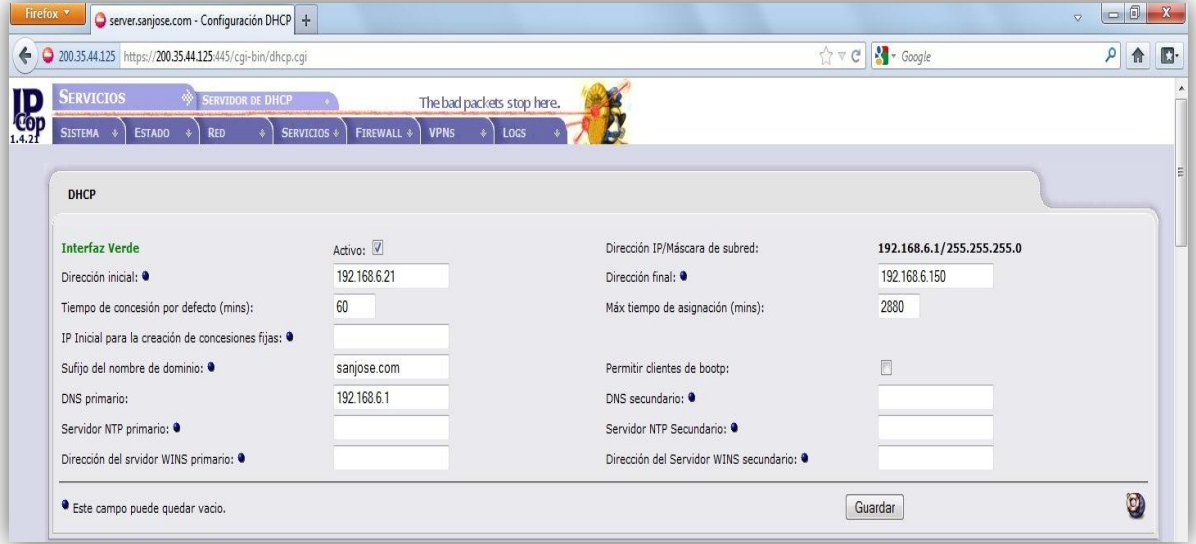 Firefox
server.sanjose.com - Configuración DHCP
200.35.44.125 https://200.35.44.125:445/cgi-bin/dhcp.cgi
Google
IP Cop 1.4.21
SERVICIOS SERVIDOR DE DHCP The bad packets stop here.
SISTEMA ESTADO RED SERVICIOS FIREWALL VPNS LOGS
DHCP
Interfaz Verde Activo: Dirección IP/Máscara de subred: 192.168.6.1/255.255.255.0
Dirección inicial: 192.168.6.21 Dirección final: 192.168.6.150
Tiempo de concesión por defecto (mins): 60 Máx tiempo de asignación (mins): 2880
IP Inicial para la creación de concesiones fijas:
Sufijo del nombre de dominio: sanjose.com Permitir clientes de bootp:
DNS primario: 192.168.6.1 DNS secundario:
Servidor NTP primario: Servidor NTP Secundario:
Dirección del srvidor WINS primario: Dirección del Servidor WINS secundario:
Este campo puede quedar vacio. Guardar